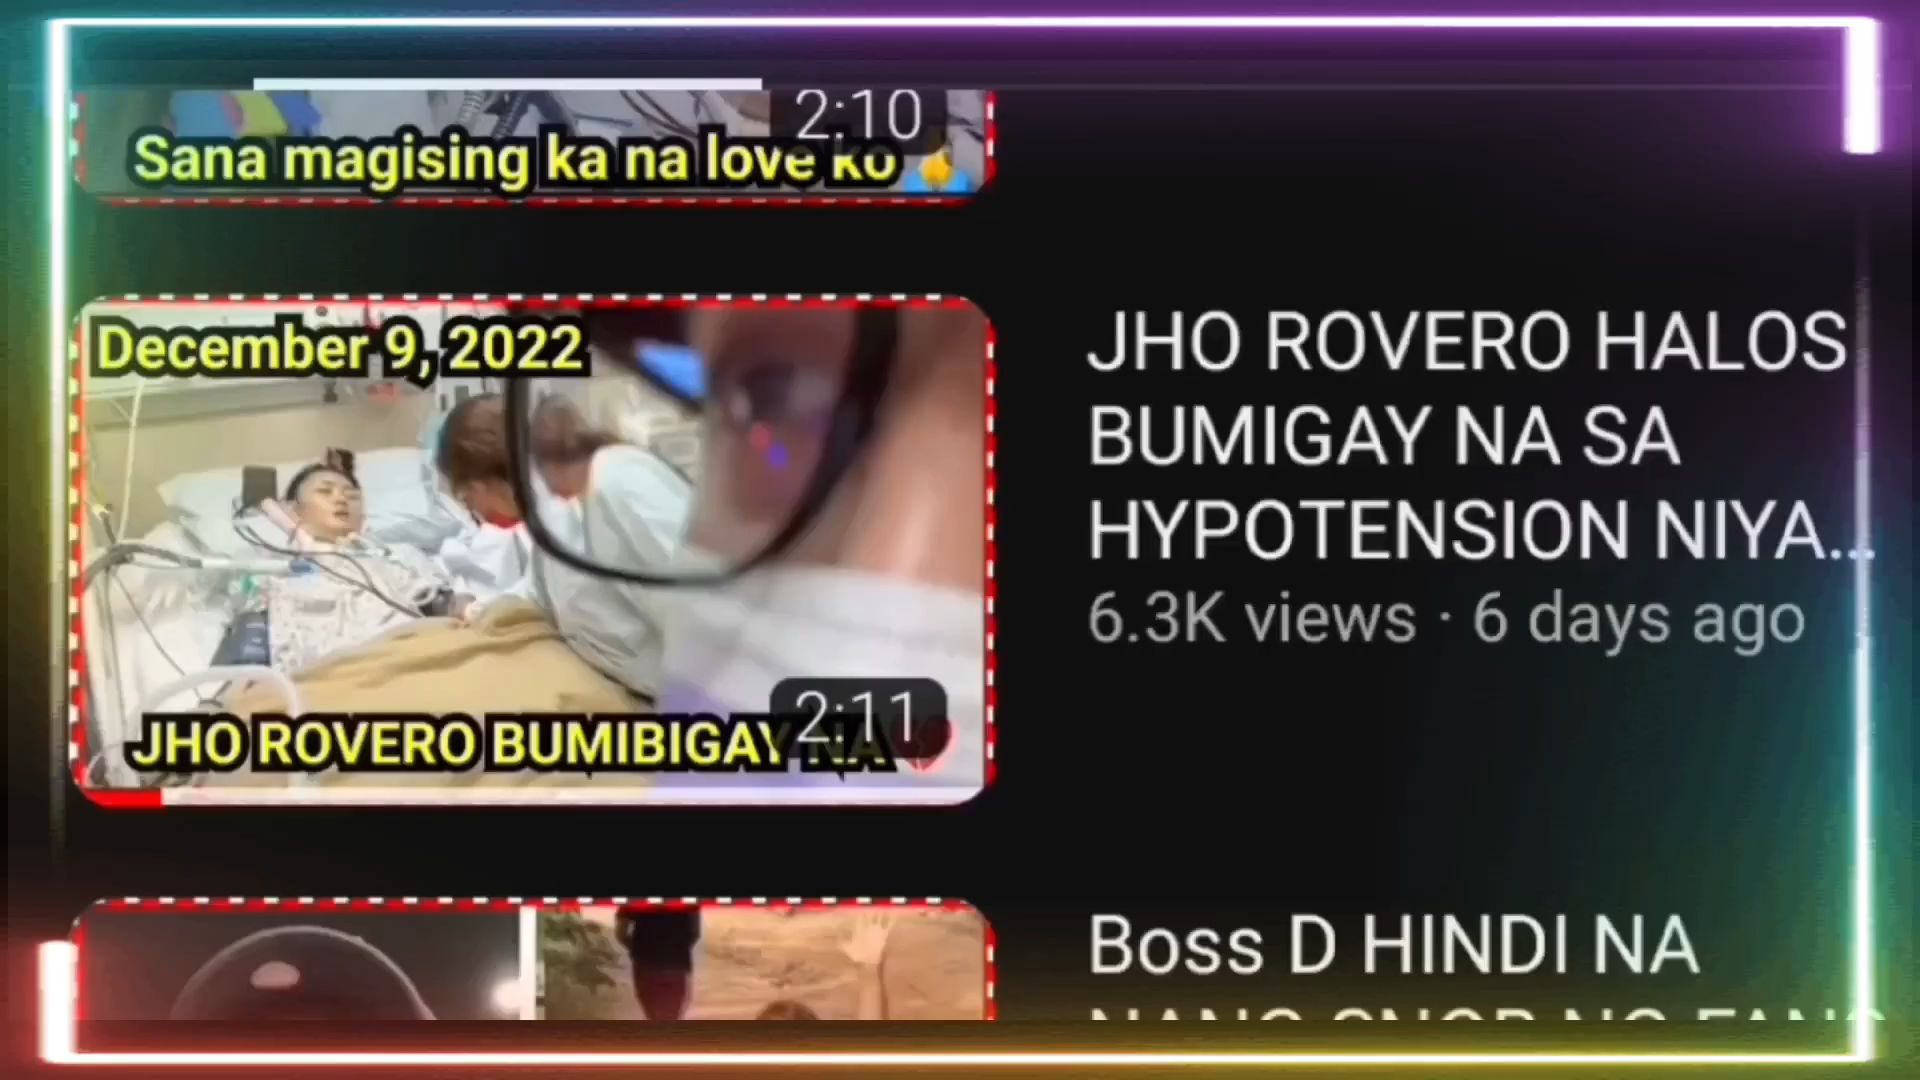 2:10
Sana magising ka na love ko
December 9, 2022
JHO ROVERO BUMIBIGAY NA
2:11
JHO ROVERO HALOS
BUMIGAY NA SA
HYPOTENSION NIYA...
6.3K views · 6 days ago
Boss D HINDI NA